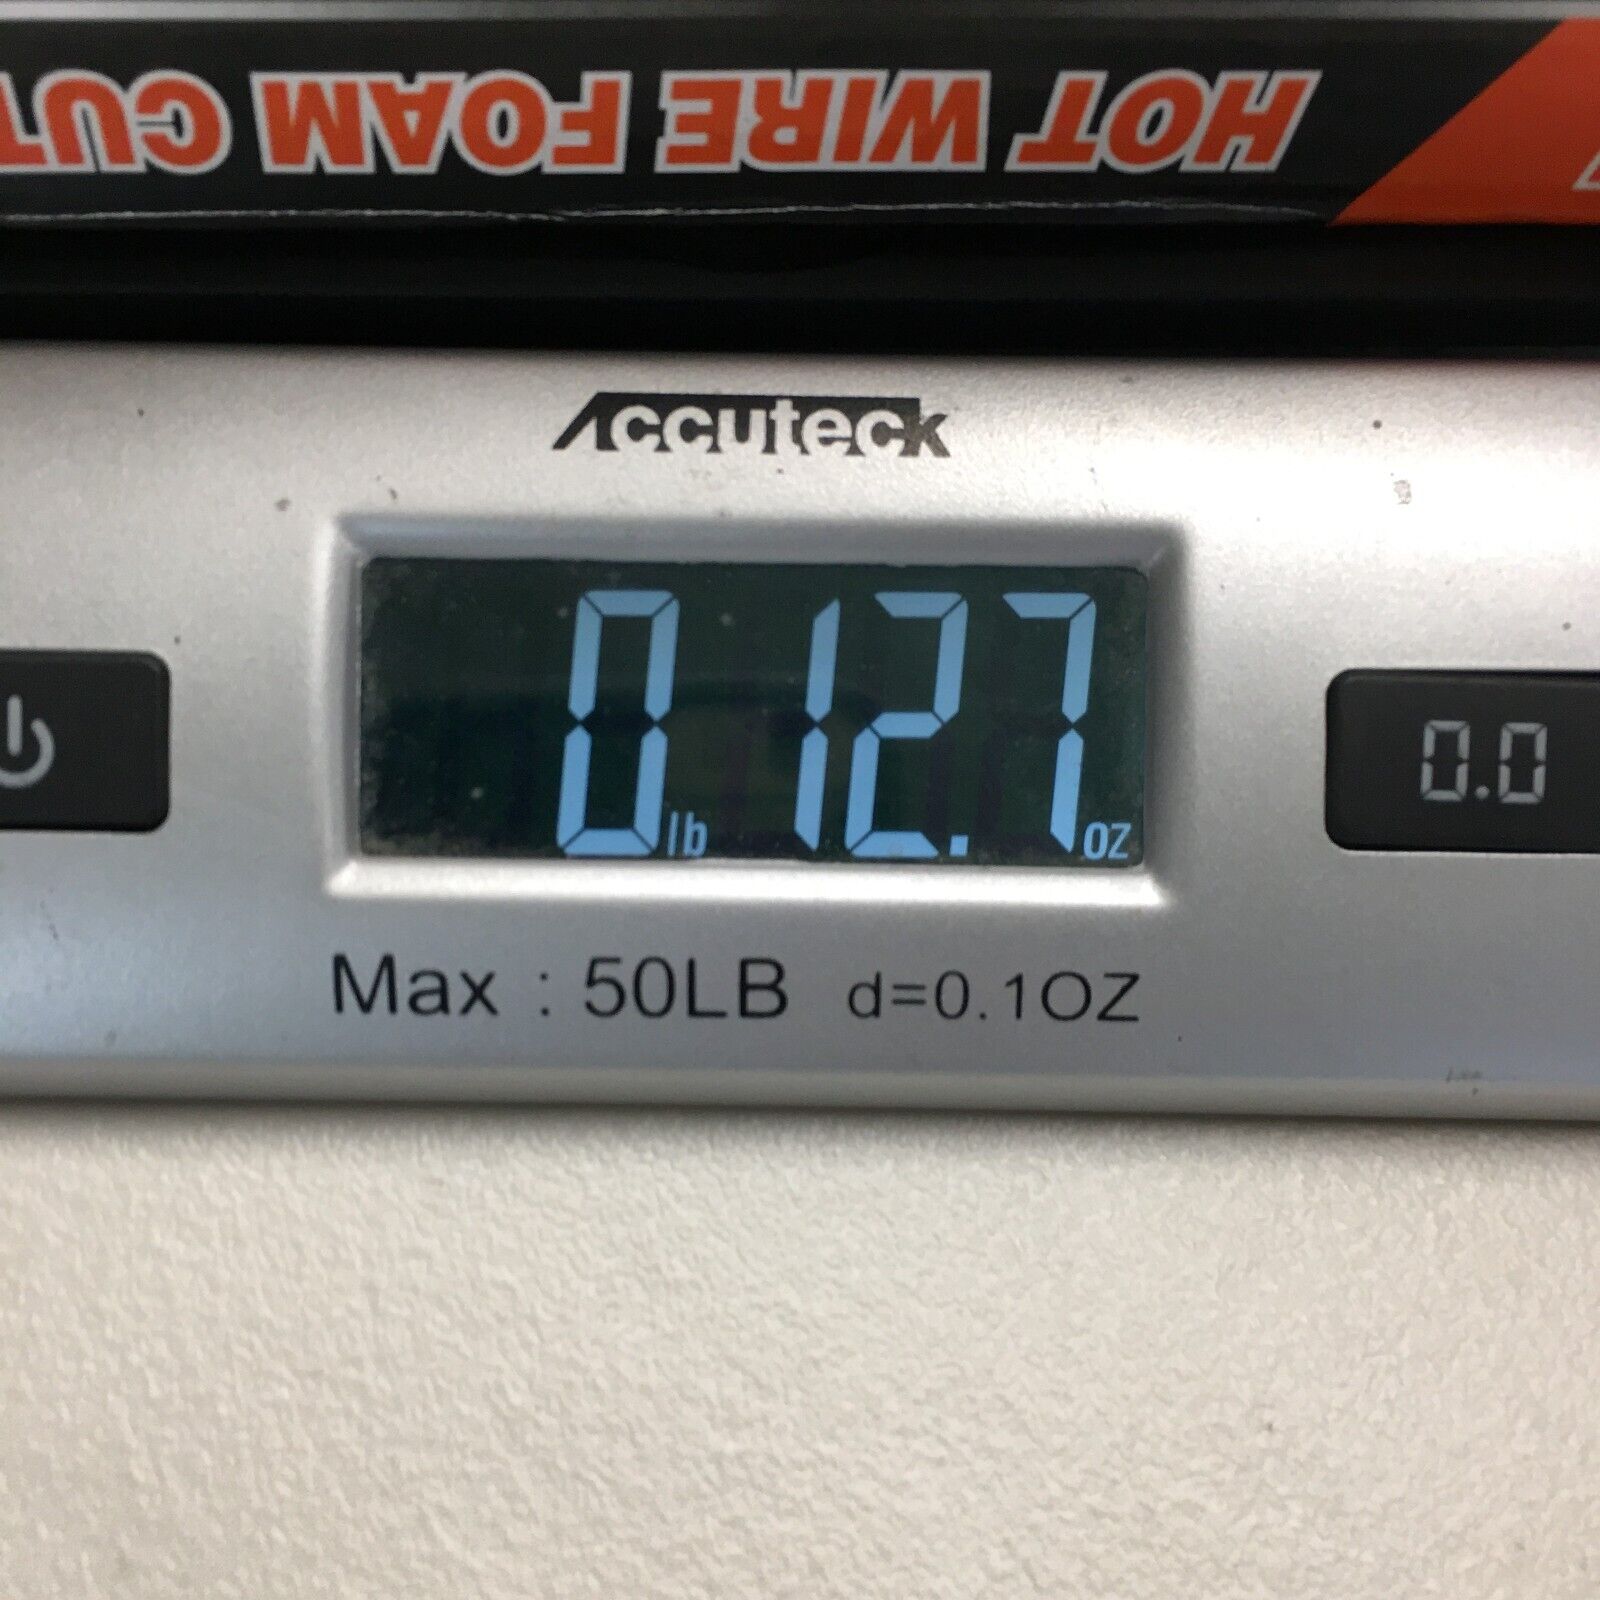 HOT WIRE FOAM CUT
Accuteck
0 lb 12.7 oz
0.0
Max : 50LB d=0.1OZ